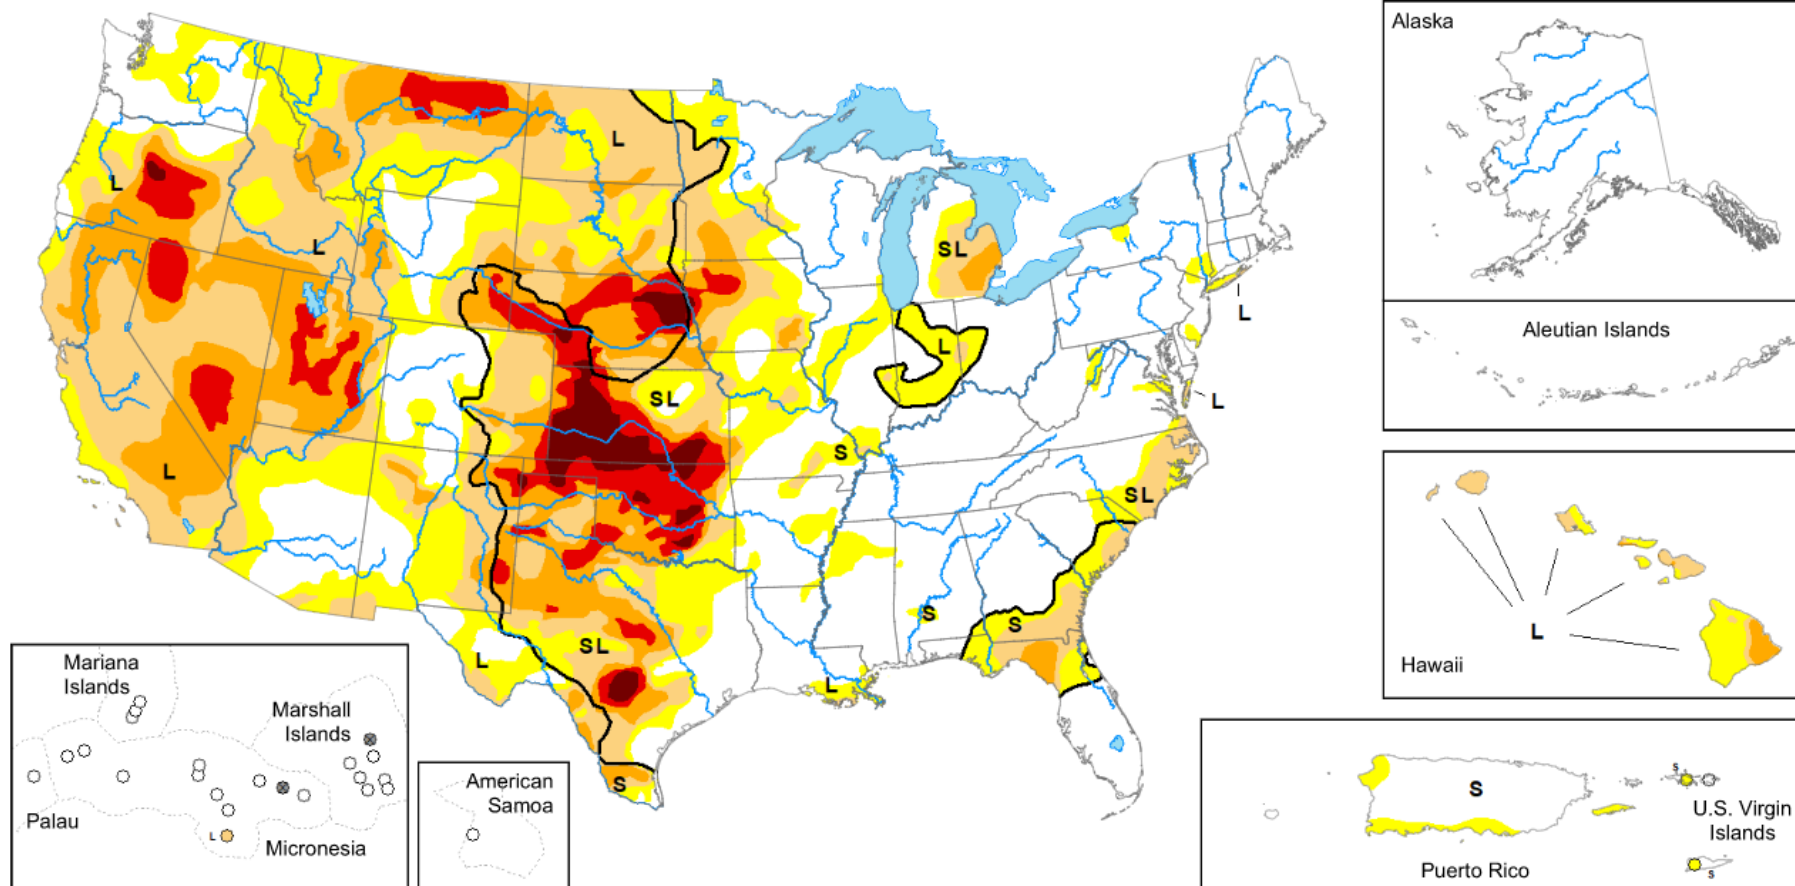 Alaska
L
SL
L
L
L
Aleutian Islands
SL
L
L
S
L
SL
S
S
L
SL
L
S
L
Hawaii
Mariana
Islands
Marshall
Islands
Palau
L
Micronesia
American
Samoa
S
S
U.S. Virgin
Islands
Puerto Rico
S